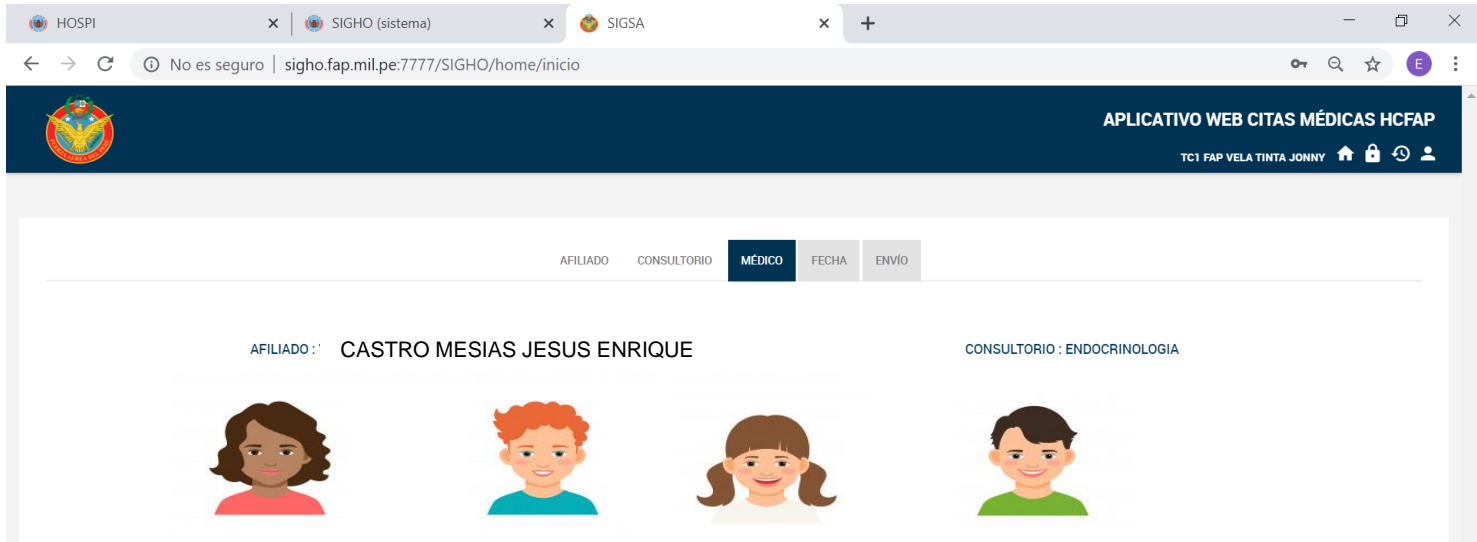 HOSPI SIGHO (sistema) SIGSA
No es seguro | sigho.fap.mil.pe:7777/SIGHO/home/inicio E
APLICATIVO WEB CITAS MÉDICAS HCFAP
TC1 FAP VELA TINTA JONNY
AFILIADO CONSULTORIO MÉDICO FECHA ENVÍO
AFILIADO : ' CASTRO MESIAS JESUS ENRIQUE CONSULTORIO : ENDOCRINOLOGIA